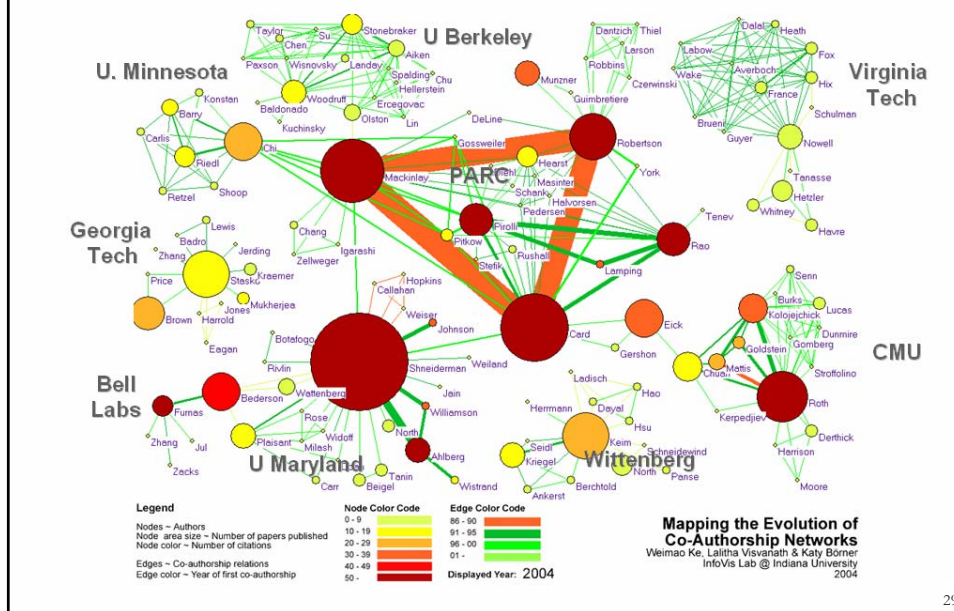 Taylor
Su
Stonebraker
U Berkeley
Chen
Aiken
Paxson
Wisnovsky
Landay
Spalding
Chu
Hellerstein
Woodruff
Ercegovac
Baldonado
Olston
Lin
Kuchinsky
DeLine
Dantzich
Thiel
Larson
Robbins
Czerwinski
Munzner
Guimbretiere
Robertson
Dalal
Heath
Labow
Fox
Averboch
Wake
Hix
France
Virginia
Tech
Schulman
Brueni
Guyer
Nowell
Tanasse
Hetzler
Whitney
Havre
U. Minnesota
Konstan
Barry
Carlis
Riedl
Chi
Retzel
Shoop
Mackinlay
Gossweiler
PARC
Hearst
York
Masinter
Schank
Halvorsen
Pedersen
Pirolli
Pitkow
Rushall
Stefik
Lamping
Rao
Tenev
Georgia
Tech
Lewis
Badro
Zhang
Jerding
Price
Stasko
Kraemer
Mukherjea
Jones
Brown
Harrold
Eagan
Chang
Igarashi
Zellweger
Hopkins
Callahan
Weiser
Johnson
Botafogo
Rivlin
Shneiderman
Weiland
Card
Eick
Gershon
Senn
Burks
Kolojejchick
Lucas
Dunmire
Goldstein
Gomberg
Mattis
Chuah
Stroffolino
CMU
Roth
Kerpedjiev
Derthick
Harrison
Moore
Bell
Labs
Bederson
Wattenberg
Jain
Williamson
Furnas
Rose
North
Zhang
Jul
Plaisant
Widoff
Milash
Ahlberg
Zacks
U Maryland
Tanin
Carr
Beigel
Wistrand
Ladisch
Hao
Herrmann
Dayal
Hsu
Keim
Seidl
Schneidewind
Kriegel
Wittenberg
North
Panse
Berchtold
Ankerst
Legend
Nodes ~ Authors
Node area size ~ Number of papers published
Node color ~ Number of citations
Edges ~ Co-authorship relations
Edge color ~ Year of first co-authorship
Node Color Code
0 - 9
10 - 19
20 - 29
30 - 39
40 - 49
50 -
Edge Color Code
86 - 90
91 - 95
96 - 00
01 -
Displayed Year: 2004
Mapping the Evolution of
Co-Authorship Networks
Weimao Ke, Lalitha Visvanath & Katy Börner
InfoVis Lab @ Indiana University
2004
29